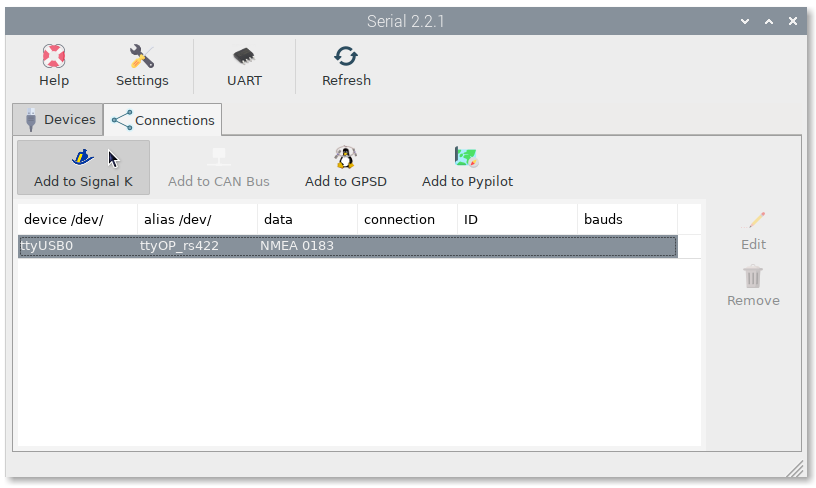 Serial 2.2.1
Help Settings UART Refresh
Devices Connections
Add to Signal K Add to CAN Bus Add to GPSD Add to Pypilot
device /dev/ alias /dev/ data connection ID bauds
ttyUSB0 ttyOP_rs422 NMEA 0183
Edit
Remove